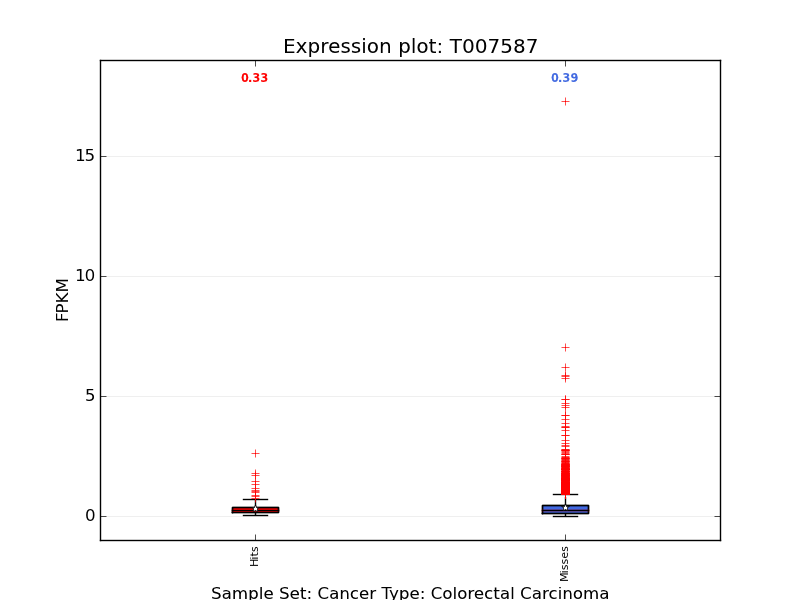 Expression plot: T007587
0.33
0.39
15
10
5
0
FPKM
Hits
Misses
Sample Set: Cancer Type: Colorectal Carcinoma